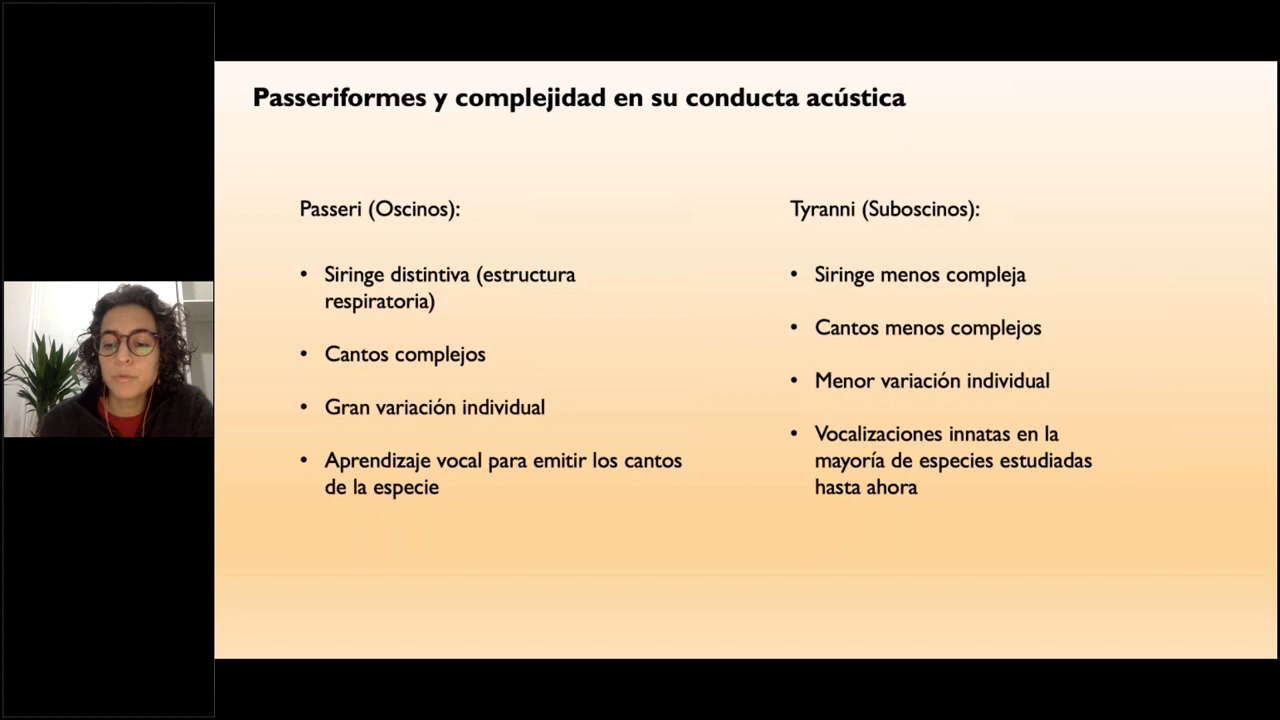 Passeriformes y complejidad en su conducta acústica
Passeri (Oscinos):
• Siringe distintiva (estructura
respiratoria)
• Cantos complejos
• Gran variación individual
• Aprendizaje vocal para emitir los cantos
de la especie
Tyranni (Suboscinos):
• Siringe menos compleja
• Cantos menos complejos
• Menor variación individual
• Vocalizaciones innatas en la
mayoría de especies estudiadas
hasta ahora